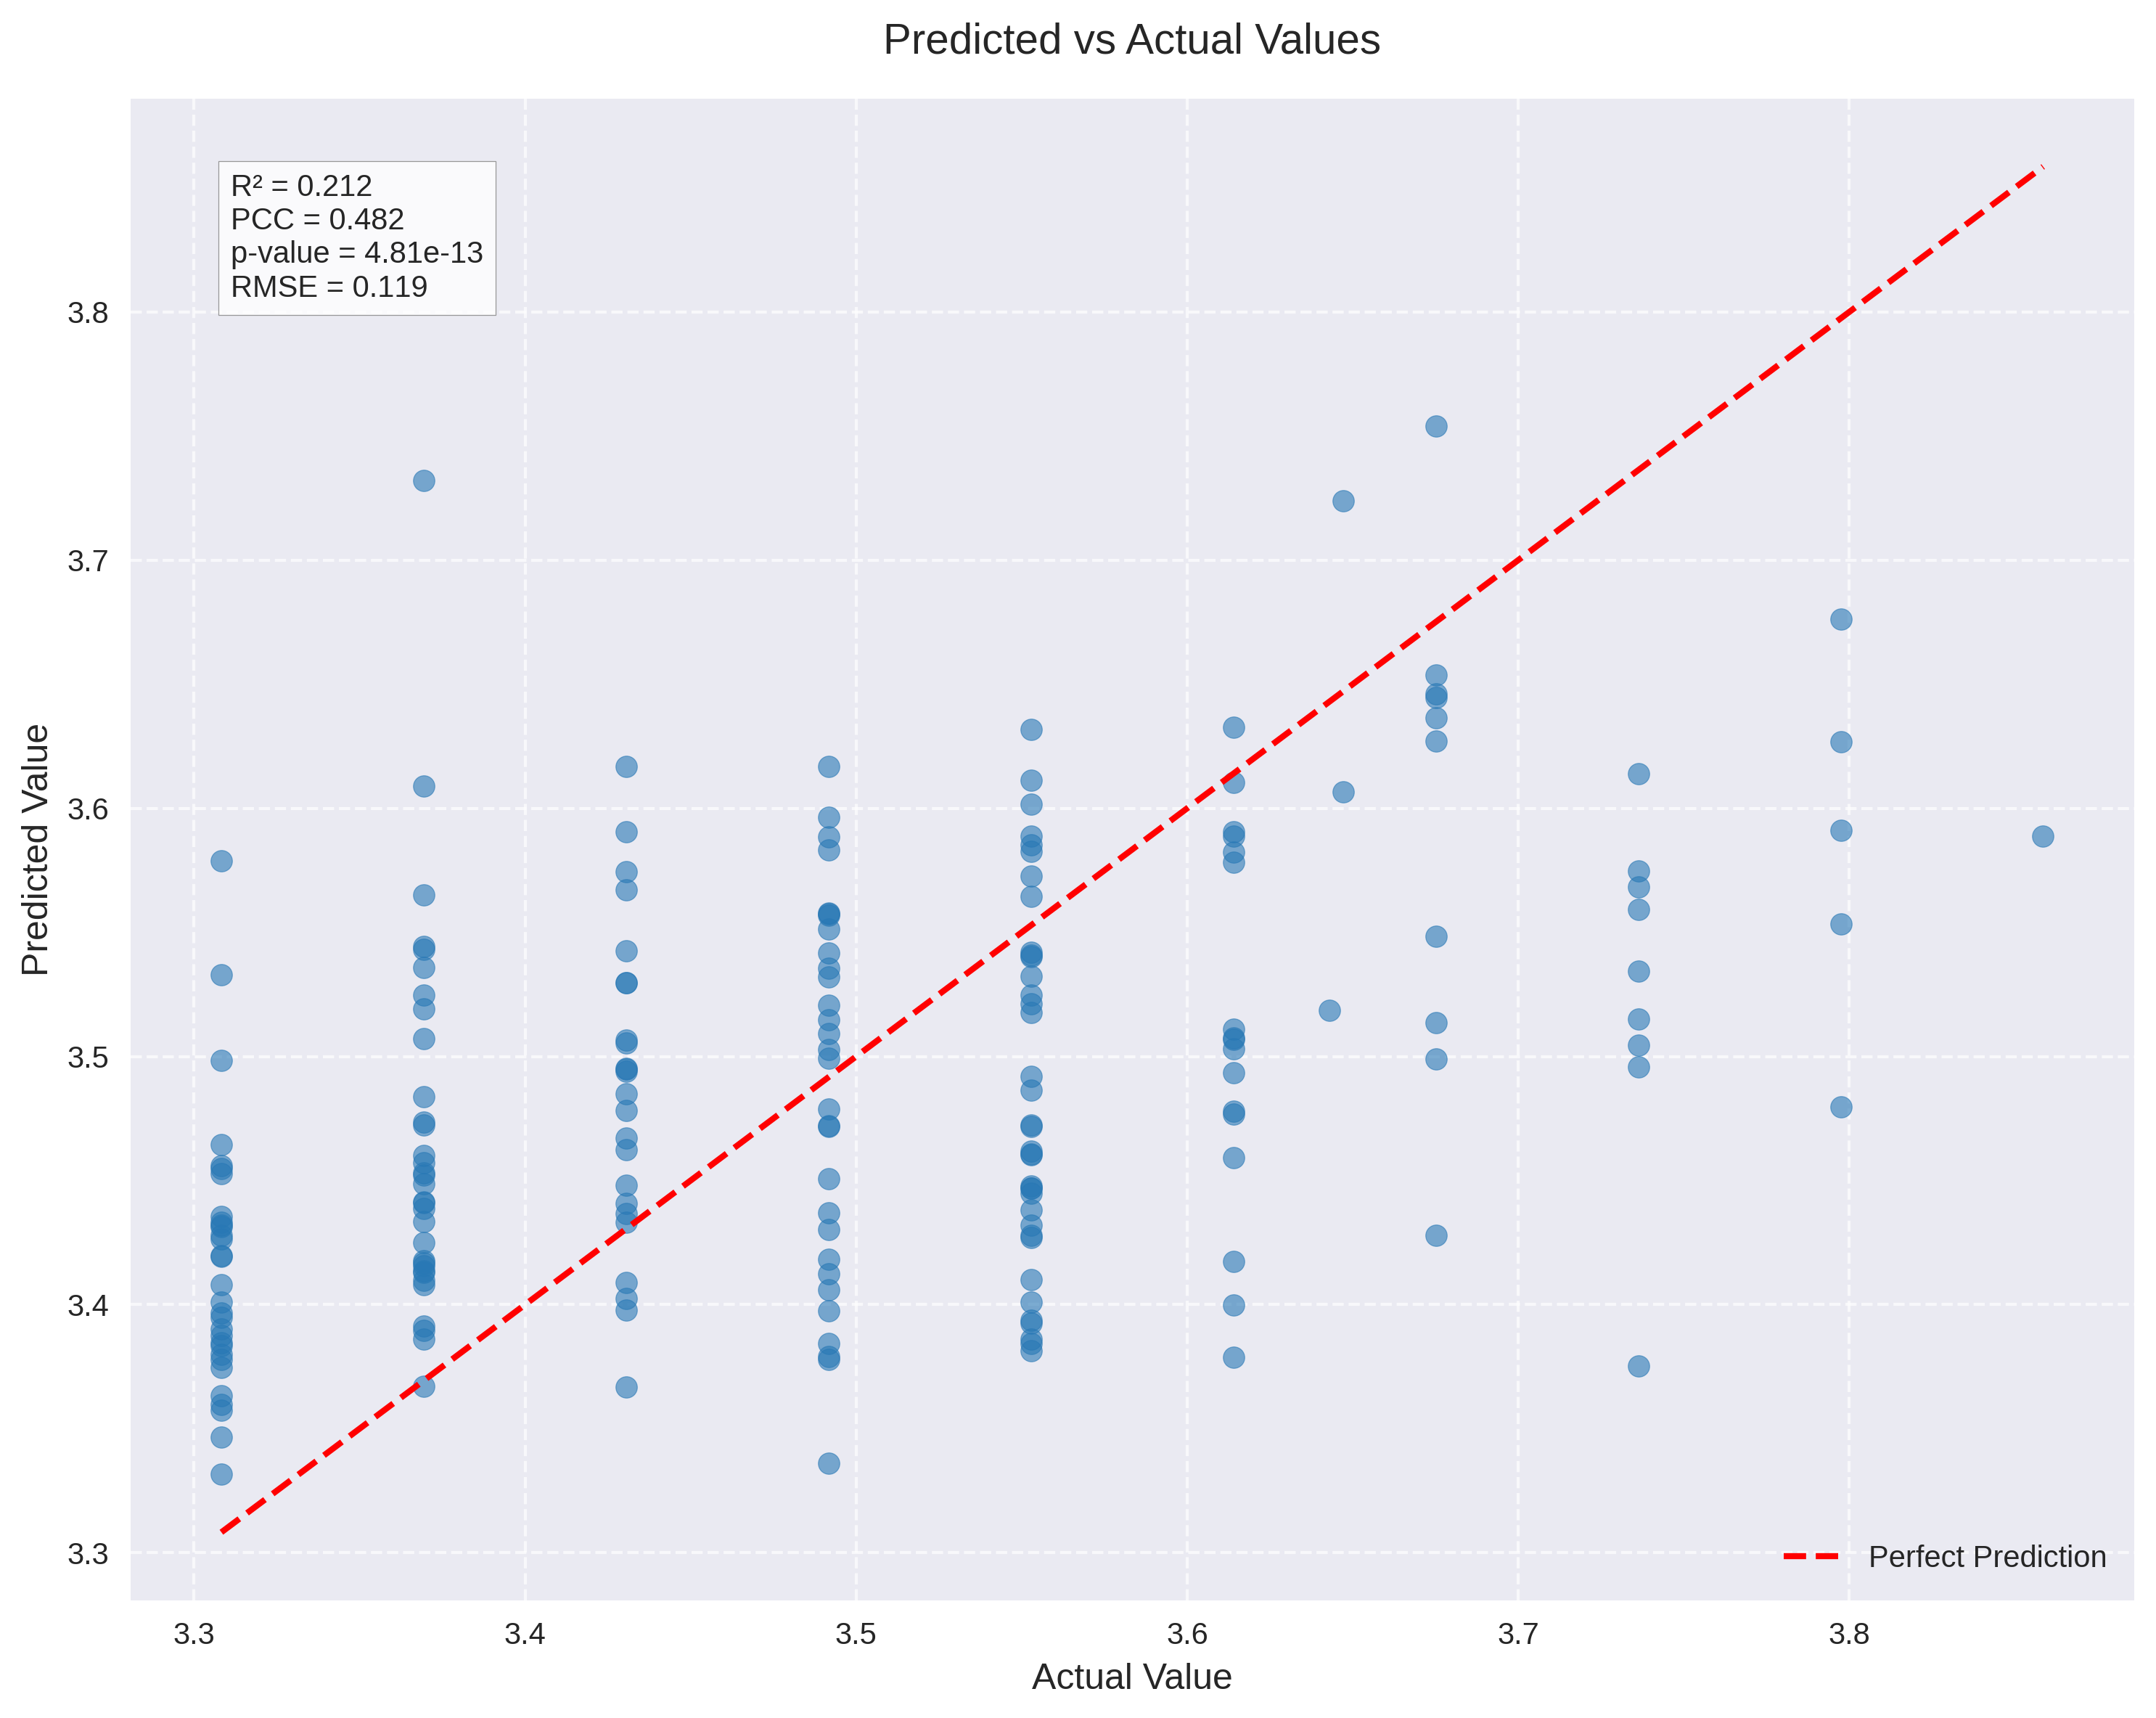 Predicted vs Actual Values
R² = 0.212
PCC = 0.482
p-value = 4.81e-13
RMSE = 0.119
3.8
3.7
3.6
3.5
3.4
3.3
Predicted Value
Perfect Prediction
3.3 3.4 3.5 3.6 3.7 3.8
Actual Value